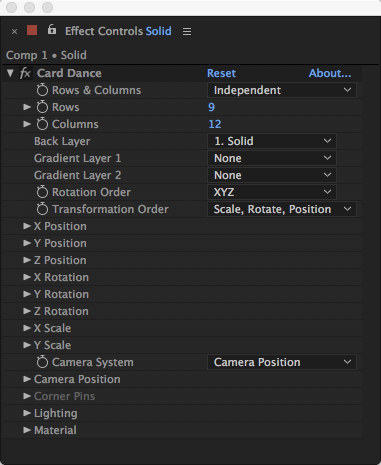 Effect Controls Solid
Comp 1 • Solid
fx Card Dance Reset About...
Rows & Columns Independent
Rows 9
Columns 12
Back Layer 1. Solid
Gradient Layer 1 None
Gradient Layer 2 None
Rotation Order XYZ
Transformation Order Scale, Rotate, Position
X Position
Y Position
Z Position
X Rotation
Y Rotation
Z Rotation
X Scale
Y Scale
Camera System Camera Position
Camera Position
Corner Pins
Lighting
Material